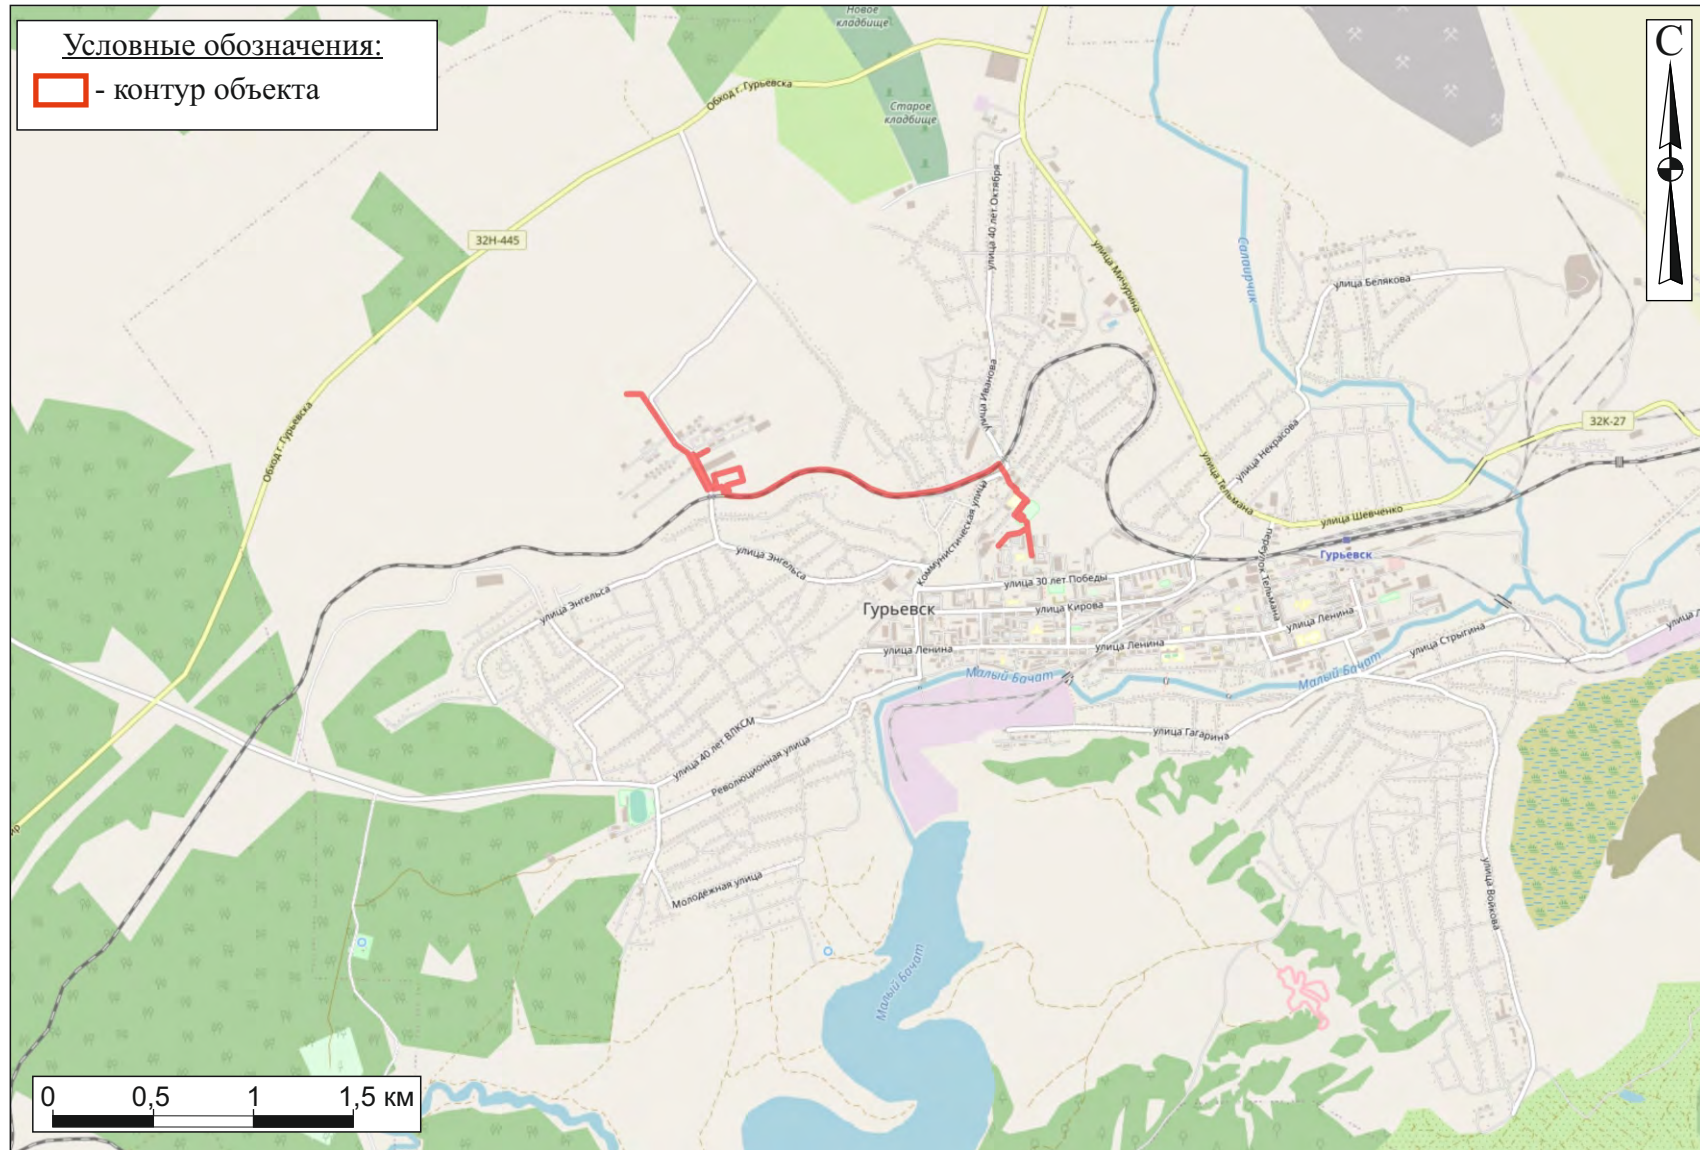 Условные обозначения:
- контур объекта
Новое
кладбище
С
Обход г.Гурьевска
Старое
кладбище
улица 40 лет Октября
32Н-445
улица Мичурина
Салаирчик
улица Белякова
улица Иванова
Обход г.Гурьевска
32К-27
улица Некрасова
улица Тельмана
Коммунистическая улица
улица Шевченко
переулок Тельмана
Гурьевск
улица Энгельса
улица 30 лет Победы
улица Энгельса
Гурьевск
улица Кирова
улица Ленина
улица Ленина
улица Ленина
улица Стрыгина
улица Л
Малый Бачат
Малый Бачат
улица 40 лет ВЛКСМ
улица Гагарина
Революционная улица
Молодёжная улица
улица Войкова
Малый Бачат
0 0,5 1 1,5 км